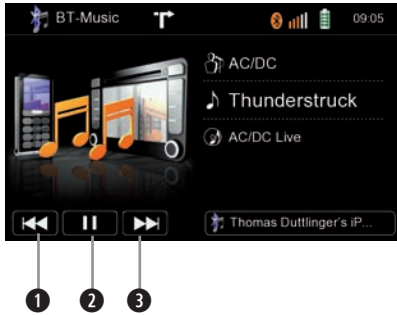 BT-Music 09:05
AC/DC
Thunderstruck
AC/DC Live
Thomas Duttlinger's iP...
1 2 3